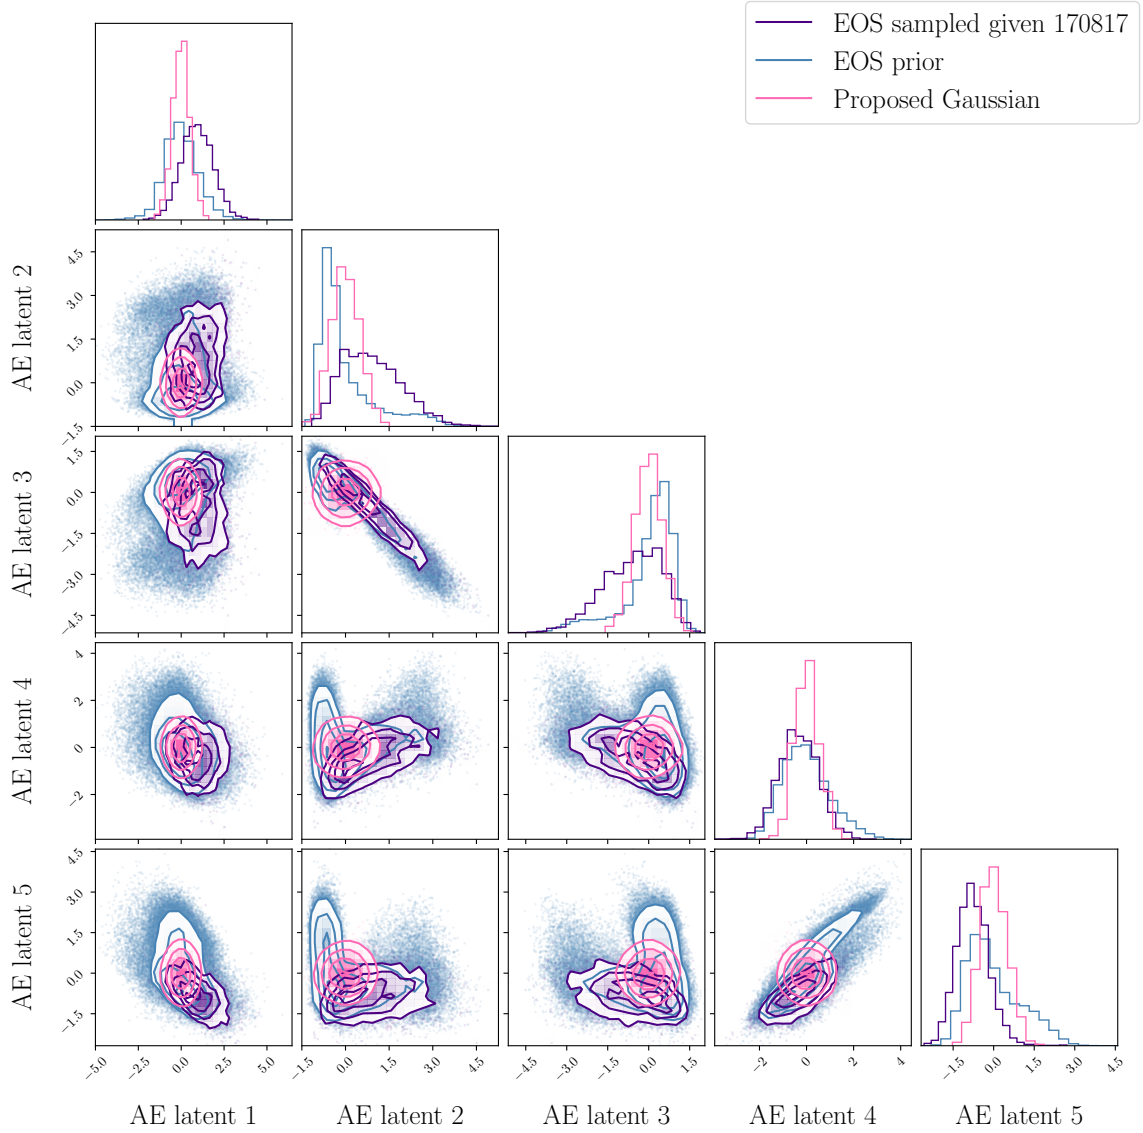 EOS sampled given 170817
EOS prior
Proposed Gaussian
AE latent 2
4.5
3.0
1.5
0.0
−1.5
AE latent 3
1.5
0.0
−1.5
−3.0
−4.5
AE latent 4
4
2
0
−2
AE latent 5
4.5
3.0
1.5
0.0
−1.5
−5.0 −2.5 0.0 2.5 5.0 −1.5 0.0 1.5 3.0 4.5 −4.5 −3.0 −1.5 0.0 1.5 −2 0 2 4 −1.5 0.0 1.5 3.0 4.5
AE latent 1 AE latent 2 AE latent 3 AE latent 4 AE latent 5